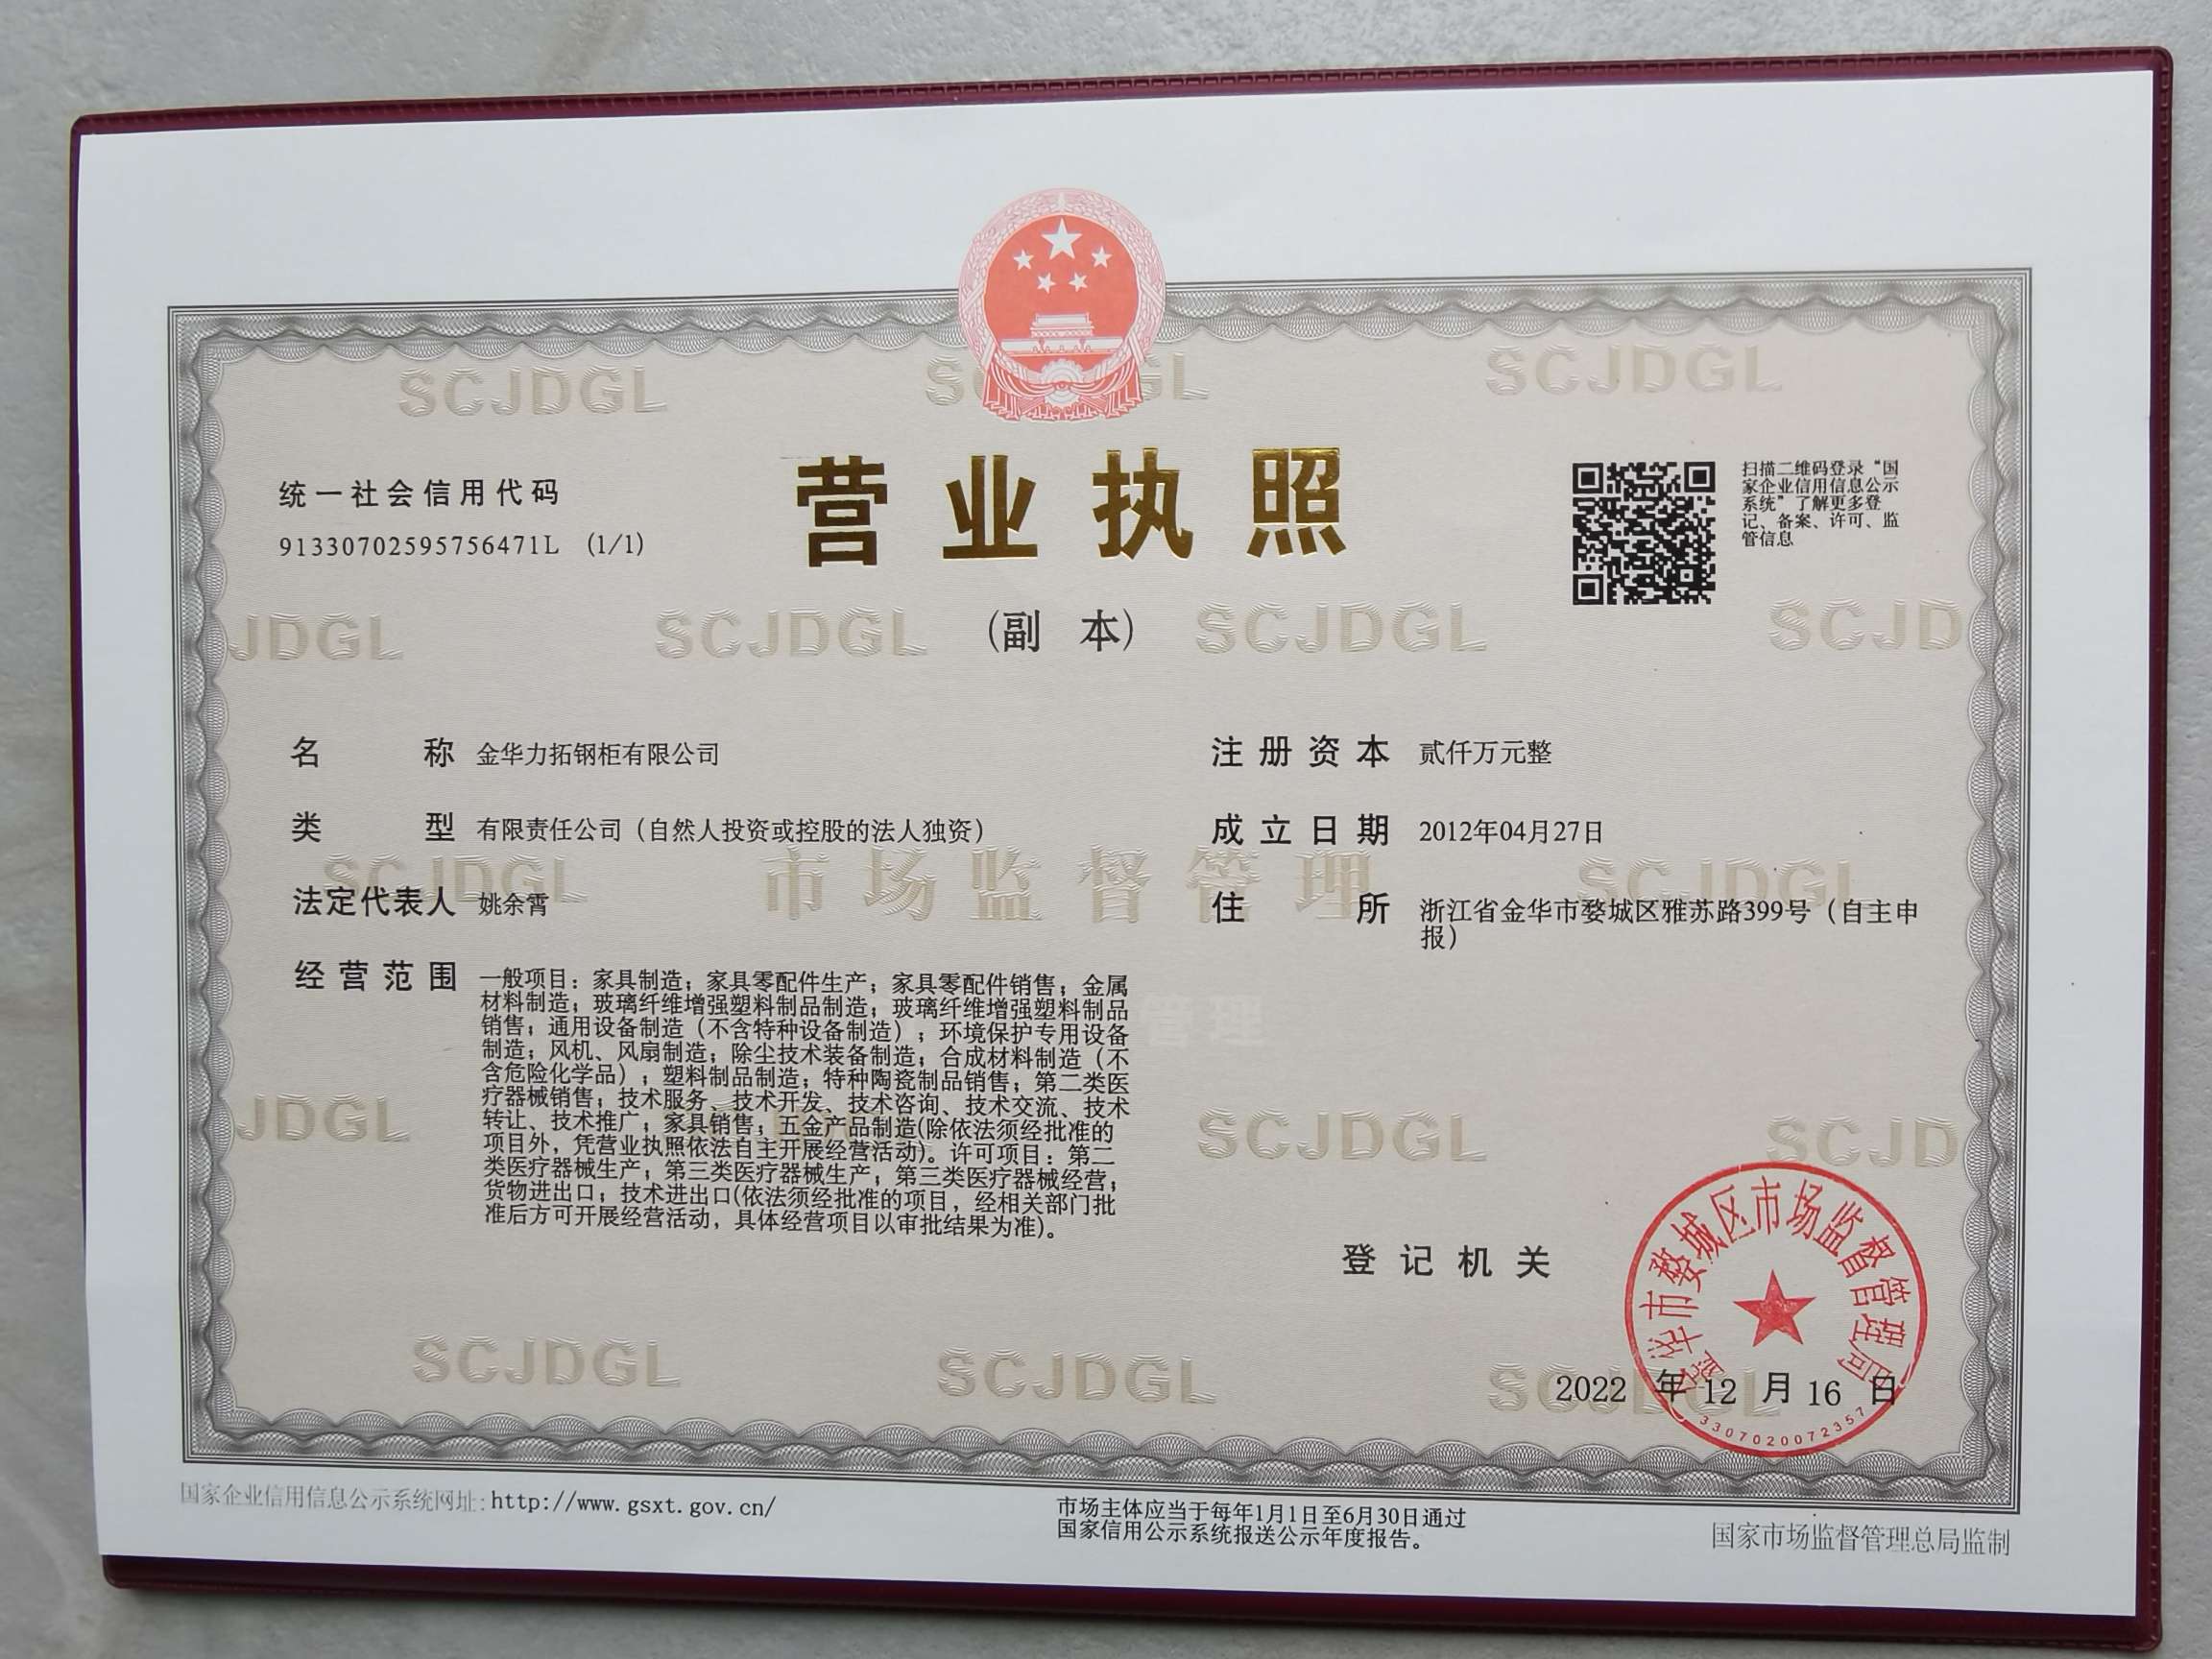 统一社会信用代码
91330702595756471L (1/1)
营业执照
(副 本)
扫描二维码登录“国
家企业信用信息公示
系统”了解更多登
记、备案、许可、监
管信息
名 称 金华力拓钢柜有限公司
类 型 有限责任公司（自然人投资或控股的法人独资）
法定代表人 姚余霄
经营范围 一般项目：家具制造；家具零配件生产；家具零配件销售；金属
材料制造；玻璃纤维增强塑料制品制造；玻璃纤维增强塑料制品
销售；通用设备制造（不含特种设备制造）；环境保护专用设备
制造；风机、风扇制造；除尘技术装备制造；合成材料制造（不
含危险化学品）；塑料制品制造；特种陶瓷制品销售；第二类医
疗器械销售；技术服务、技术开发、技术咨询、技术交流、技术
转让、技术推广；家具销售；五金产品制造(除依法须经批准的
项目外，凭营业执照依法自主开展经营活动)。许可项目：第二
类医疗器械生产；第三类医疗器械生产；第三类医疗器械经营；
货物进出口；技术进出口(依法须经批准的项目，经相关部门批
准后方可开展经营活动，具体经营项目以审批结果为准)。
注册资本 贰仟万元整
成立日期 2012年04月27日
住 所 浙江省金华市婺城区雅苏路399号（自主申
报）
登记机关
金华市婺城区市场监督管理局
2022 年 12 月 16 日
3307020072357
国家企业信用信息公示系统网址:http://www.gsxt.gov.cn/
市场主体应当于每年1月1日至6月30日通过
国家信用公示系统报送公示年度报告。
国家市场监督管理总局监制
SCJDGL
SCJDGL
JDGL
SCJDGL
SCJDGL
SCJD
SCJDGL
市场监督管理
SCJDGL
管理
JDGL
SCJDGL
SCJD
SCJDGL
SCJDGL